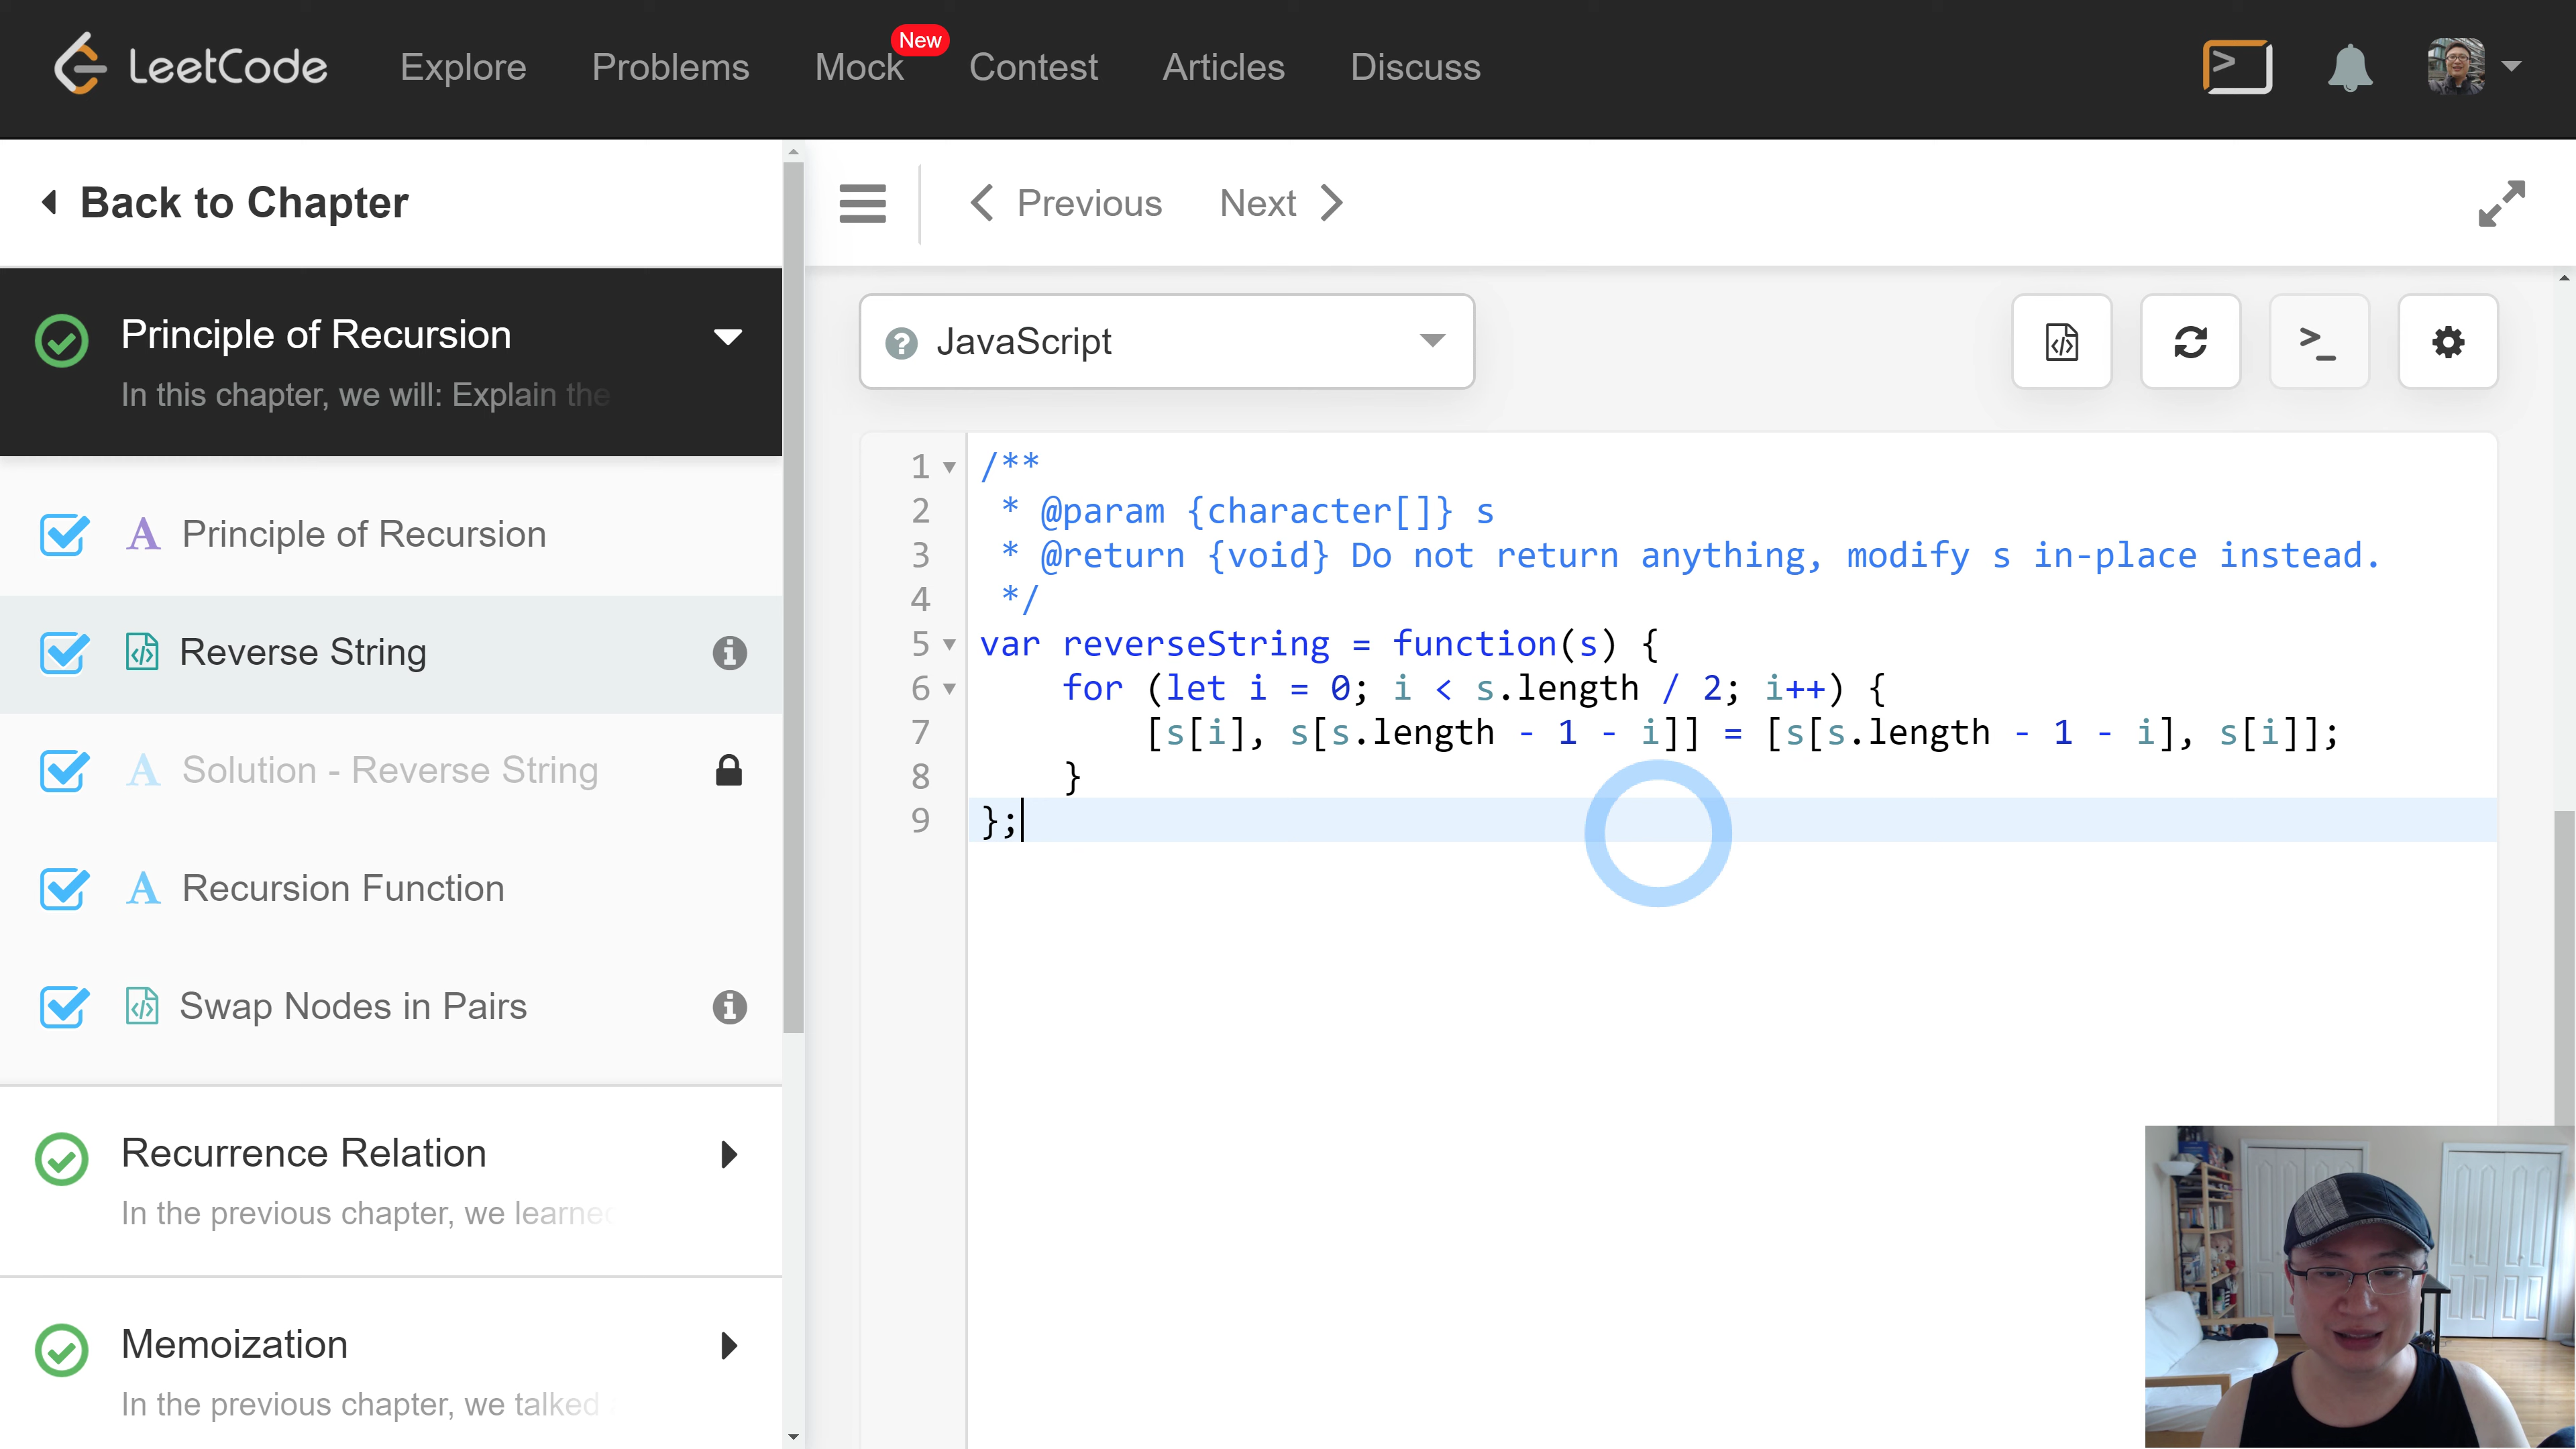 LeetCode Explore Problems Mock New Contest Articles Discuss
Back to Chapter
Previous Next
Principle of Recursion
In this chapter, we will: Explain the
Principle of Recursion
Reverse String
Solution - Reverse String
Recursion Function
Swap Nodes in Pairs
Recurrence Relation
In the previous chapter, we learned
Memoization
In the previous chapter, we talked
JavaScript
1 /**
2  * @param {character[]} s
3  * @return {void} Do not return anything, modify s in-place instead.
4  */
5 var reverseString = function(s) {
6     for (let i = 0; i < s.length / 2; i++) {
7         [s[i], s[s.length - 1 - i]] = [s[s.length - 1 - i], s[i]];
8     }
9 };